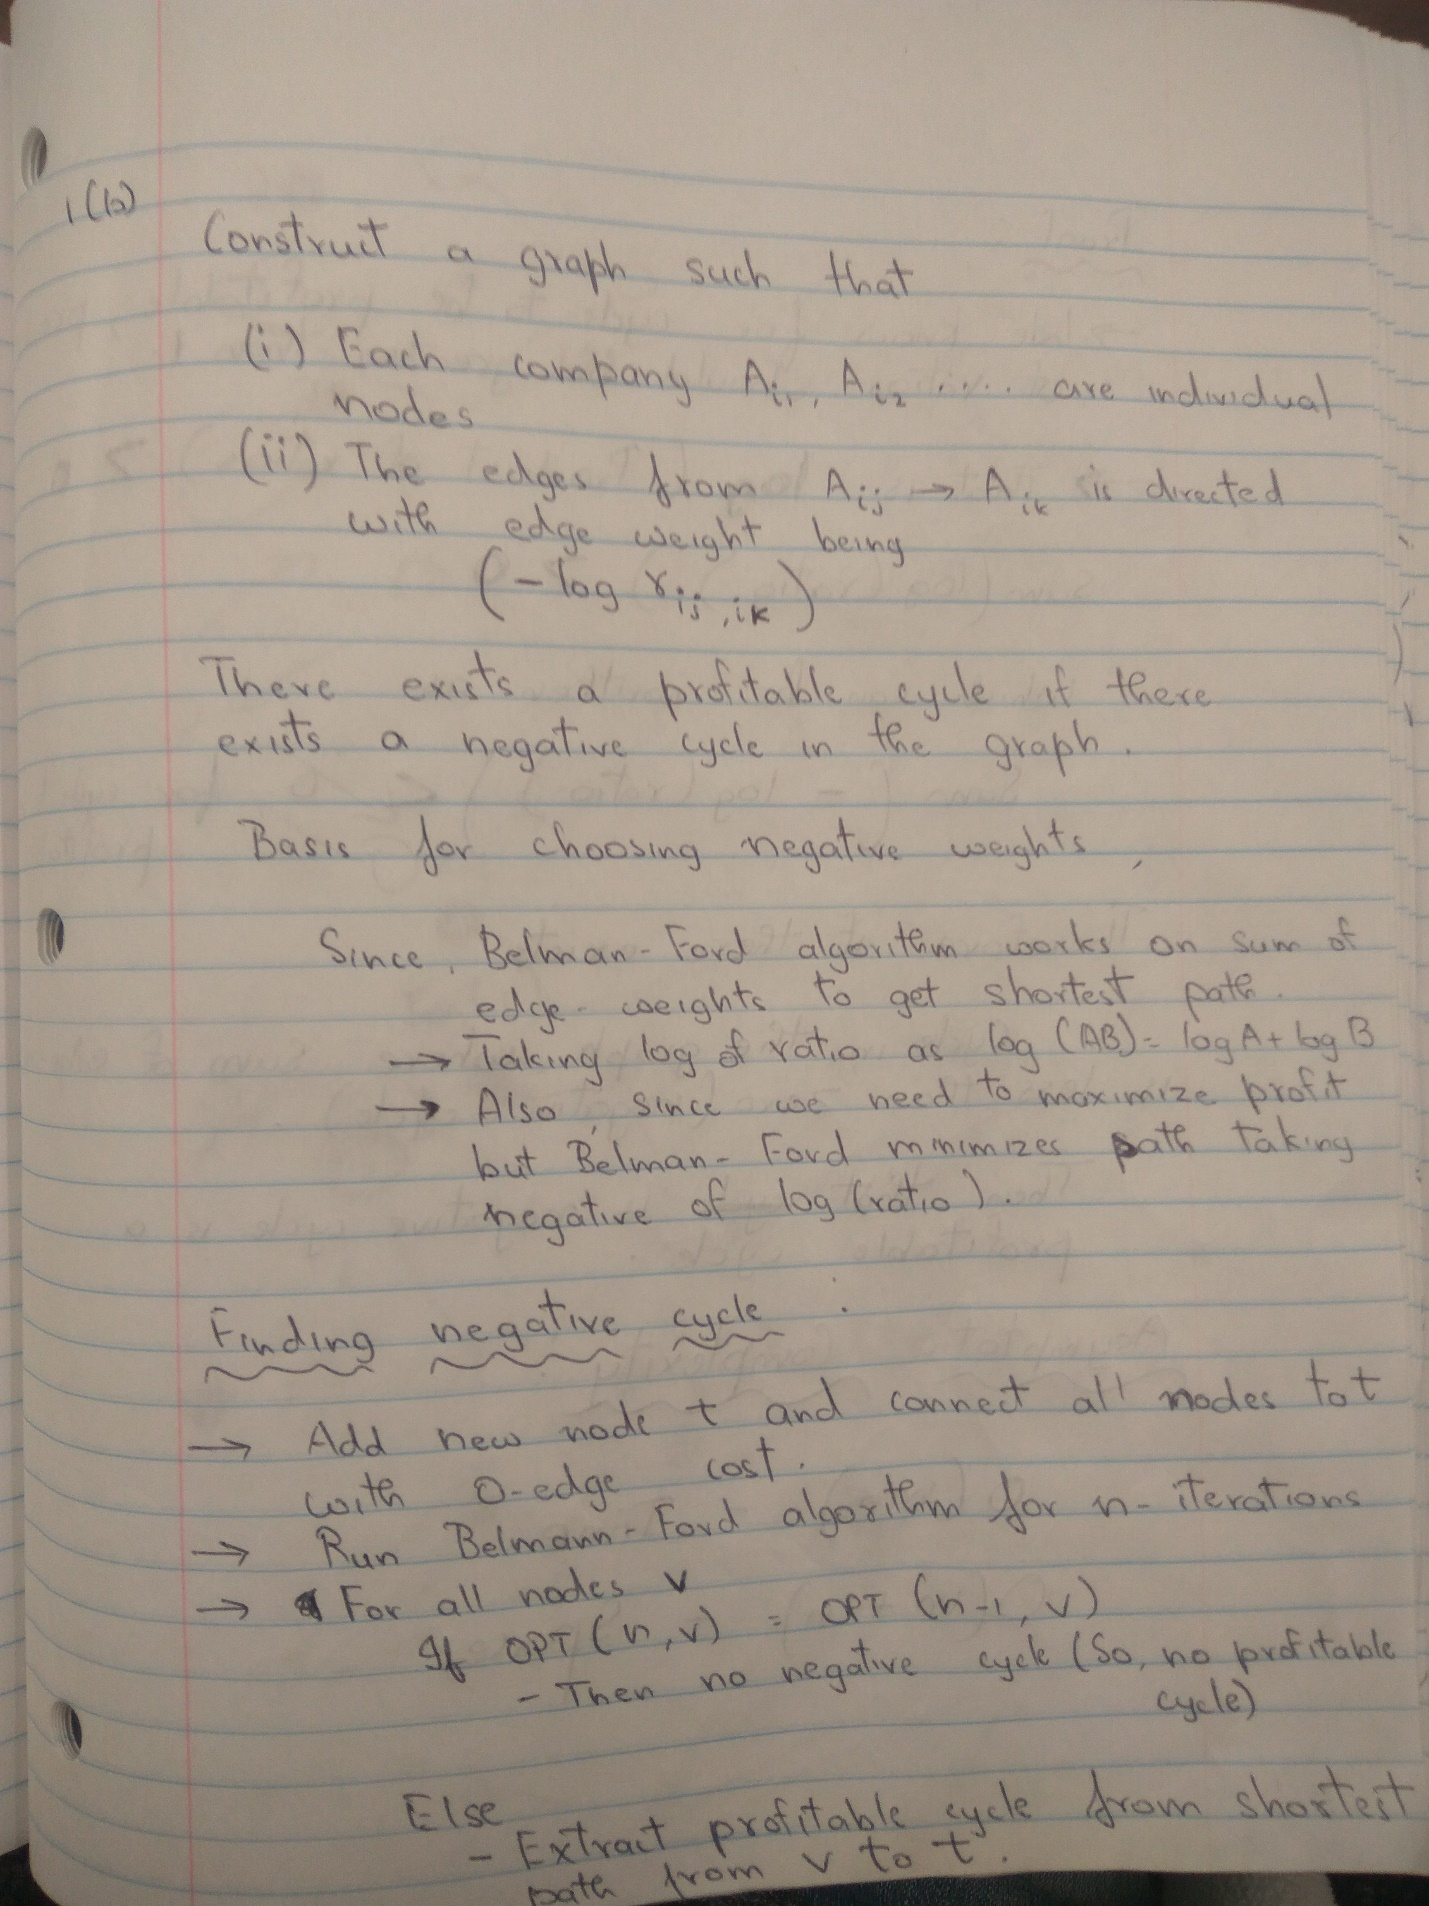 1(b)
Construct a graph such that
(i) Each company Ai1, Ai2 ..... are individual
nodes
(ii) The edges from Aij → Aik is directed
with edge weight being
(-log rij,ik)
There exists a profitable cycle if there
exists a negative cycle in the graph.
Basis for choosing negative weights,
Since, Belman-Ford algorithm works on sum of
edge-weights to get shortest path.
→ Taking log of ratio as log (AB) = log A + log B
→ Also, since we need to maximize profit
but Belman-Ford minimizes path taking
negative of log (ratio).
Finding negative cycle.
→ Add new node t and connect all nodes to t
with 0-edge cost.
→ Run Belmann-Ford algorithm for n-iterations
→ For all nodes v
If OPT (n,v) = OPT (n-1, v)
- Then no negative cycle (So, no profitable
cycle)
Else
- Extract profitable cycle from shortest
path from v to t.